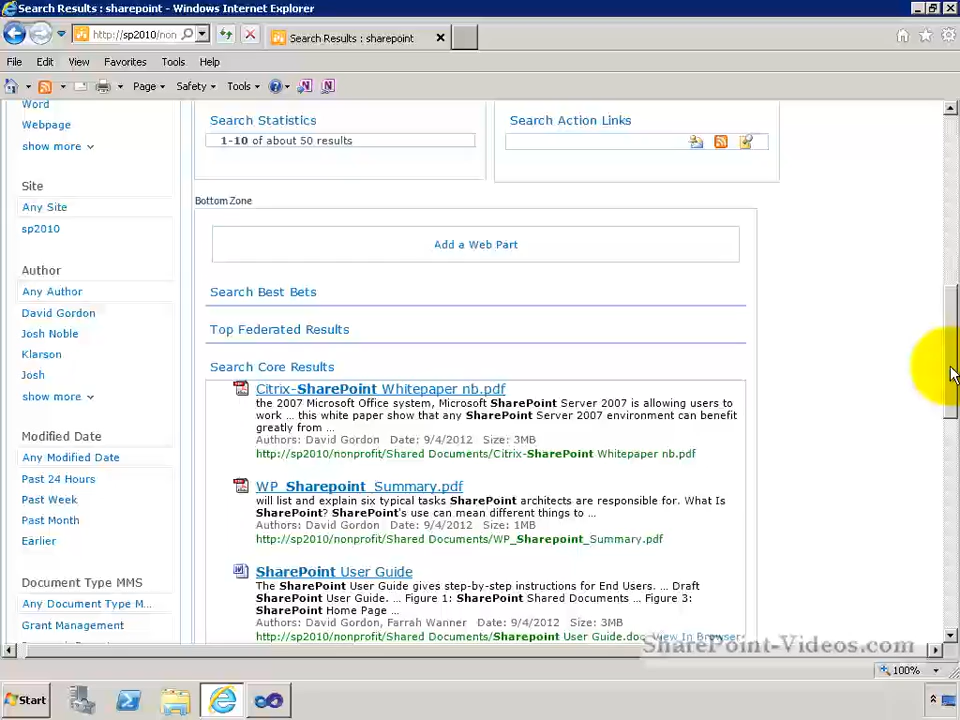 Search Results : sharepoint - Windows Internet Explorer
http://sp2010/non
Search Results : sharepoint
File Edit View Favorites Tools Help
Page Safety Tools
Word
Webpage
show more
Site
Any Site
sp2010
Author
Any Author
David Gordon
Josh Noble
Klarson
Josh
show more
Modified Date
Any Modified Date
Past 24 Hours
Past Week
Past Month
Earlier
Document Type MMS
Any Document Type M...
Grant Management
Search Statistics
1-10 of about 50 results
Search Action Links
Bottom Zone
Add a Web Part
Search Best Bets
Top Federated Results
Search Core Results
Citrix-SharePoint Whitepaper nb.pdf
the 2007 Microsoft Office system, Microsoft SharePoint Server 2007 is allowing users to
work ... this white paper show that any SharePoint Server 2007 environment can benefit
greatly from ...
Authors: David Gordon Date: 9/4/2012 Size: 3MB
http://sp2010/nonprofit/Shared Documents/Citrix-SharePoint Whitepaper nb.pdf
WP_Sharepoint_Summary.pdf
will list and explain six typical tasks SharePoint architects are responsible for. What Is
SharePoint? SharePoint's use can mean different things to ...
Authors: David Gordon Date: 9/4/2012 Size: 1MB
http://sp2010/nonprofit/Shared Documents/WP_Sharepoint_Summary.pdf
SharePoint User Guide
The SharePoint User Guide gives step-by-step instructions for End Users. ... Draft
SharePoint User Guide. ... Figure 1: SharePoint Shared Documents ... Figure 3:
SharePoint Home Page ...
Authors: David Gordon, Farrah Wanner Date: 9/4/2012 Size: 3MB
http://sp2010/nonprofit/Shared Documents/Sharepoint User Guide.doc View In Browser
SharePoint-Videos.com
100%
Start